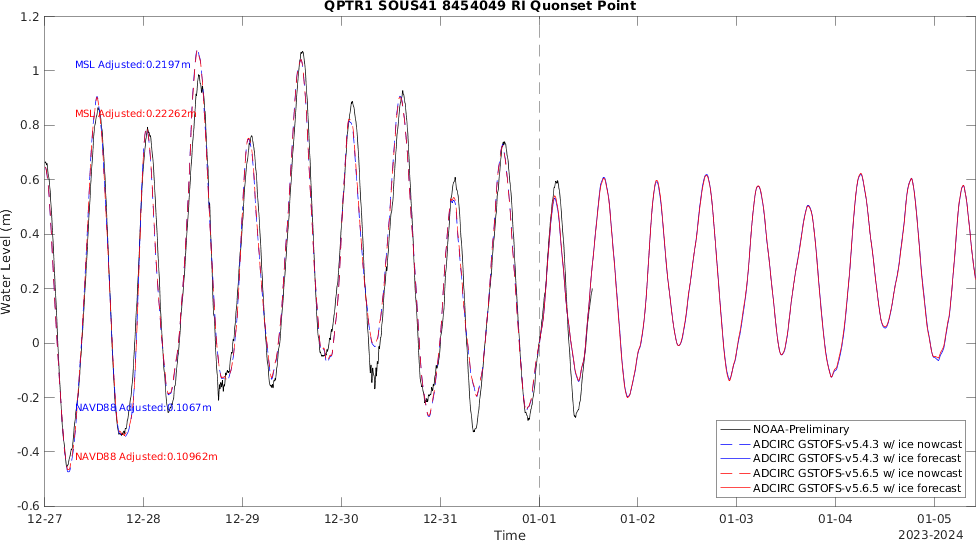 QPTR1 SOUS41 8454049 RI Quonset Point
1.2
1
0.8
0.6
0.4
0.2
0
-0.2
-0.4
-0.6
Water Level (m)
MSL Adjusted:0.2197m
MSL Adjusted:0.22262m
NAVD88 Adjusted:0.1067m
NAVD88 Adjusted:0.10962m
NOAA-Preliminary
ADCIRC GSTOFS-v5.4.3 w/ ice nowcast
ADCIRC GSTOFS-v5.4.3 w/ ice forecast
ADCIRC GSTOFS-v5.6.5 w/ ice nowcast
ADCIRC GSTOFS-v5.6.5 w/ ice forecast
12-27 12-28 12-29 12-30 12-31 01-01 01-02 01-03 01-04 01-05
Time
2023-2024